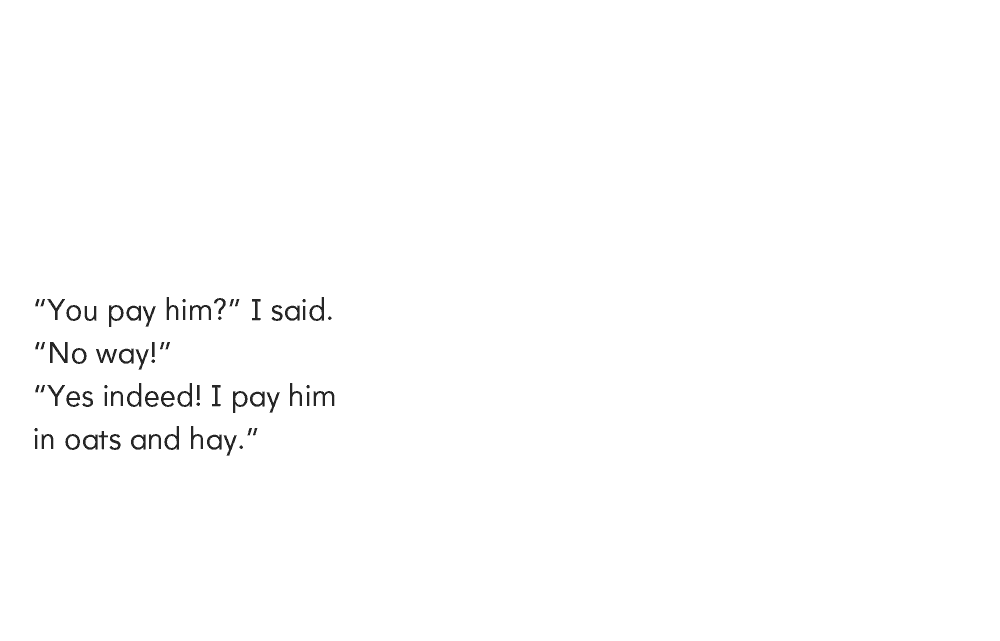 “You pay him?” I said.
“No way!”
“Yes indeed! I pay him
in oats and hay.”